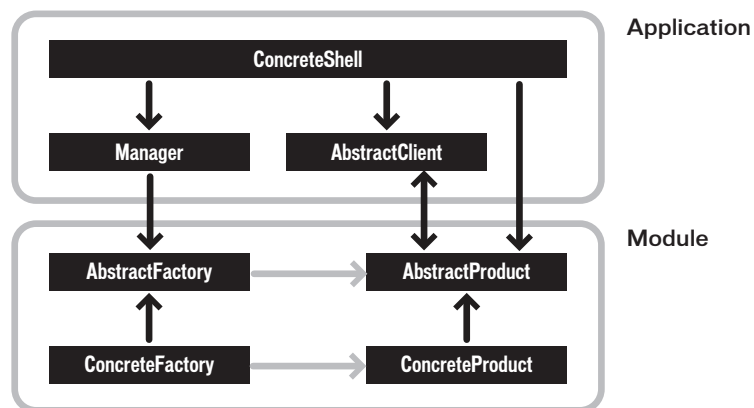 Application
ConcreteShell
Manager
AbstractClient
Module
AbstractFactory
AbstractProduct
ConcreteFactory
ConcreteProduct